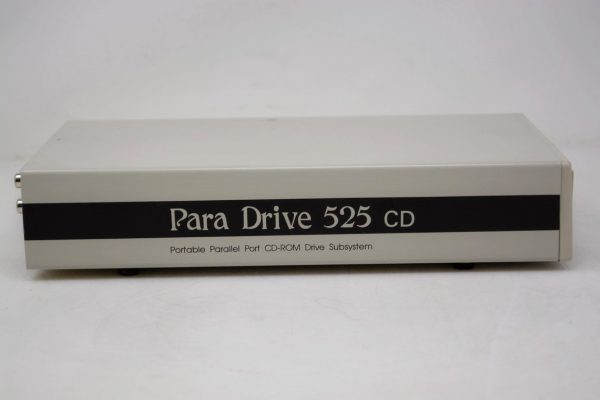 Para Drive 525 CD
Portable Parallel Port CD-ROM Drive Subsystem